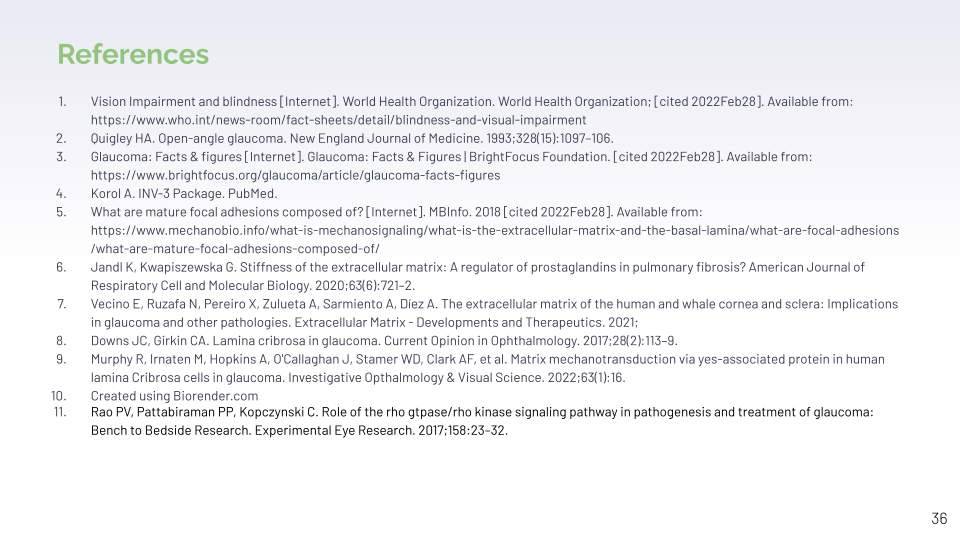 References
1. Vision Impairment and blindness [Internet]. World Health Organization. World Health Organization; [cited 2022Feb28]. Available from:
https://www.who.int/news-room/fact-sheets/detail/blindness-and-visual-impairment
2. Quigley HA. Open-angle glaucoma. New England Journal of Medicine. 1993;328(15):1097–106.
3. Glaucoma: Facts & figures [Internet]. Glaucoma: Facts & Figures | BrightFocus Foundation. [cited 2022Feb28]. Available from:
https://www.brightfocus.org/glaucoma/article/glaucoma-facts-figures
4. Korol A. INV-3 Package. PubMed.
5. What are mature focal adhesions composed of? [Internet]. MBInfo. 2018 [cited 2022Feb28]. Available from:
https://www.mechanobio.info/what-is-mechanosignaling/what-is-the-extracellular-matrix-and-the-basal-lamina/what-are-focal-adhesions
/what-are-mature-focal-adhesions-composed-of/
6. Jandl K, Kwapiszewska G. Stiffness of the extracellular matrix: A regulator of prostaglandins in pulmonary fibrosis? American Journal of
Respiratory Cell and Molecular Biology. 2020;63(6):721–2.
7. Vecino E, Ruzafa N, Pereiro X, Zulueta A, Sarmiento A, Díez A. The extracellular matrix of the human and whale cornea and sclera: Implications
in glaucoma and other pathologies. Extracellular Matrix - Developments and Therapeutics. 2021;
8. Downs JC, Girkin CA. Lamina cribrosa in glaucoma. Current Opinion in Ophthalmology. 2017;28(2):113–9.
9. Murphy R, Irnaten M, Hopkins A, O'Callaghan J, Stamer WD, Clark AF, et al. Matrix mechanotransduction via yes-associated protein in human
lamina Cribrosa cells in glaucoma. Investigative Opthalmology & Visual Science. 2022;63(1):16.
10. Created using Biorender.com
11. Rao PV, Pattabiraman PP, Kopczynski C. Role of the rho gtpase/rho kinase signaling pathway in pathogenesis and treatment of glaucoma:
Bench to Bedside Research. Experimental Eye Research. 2017;158:23–32.
36